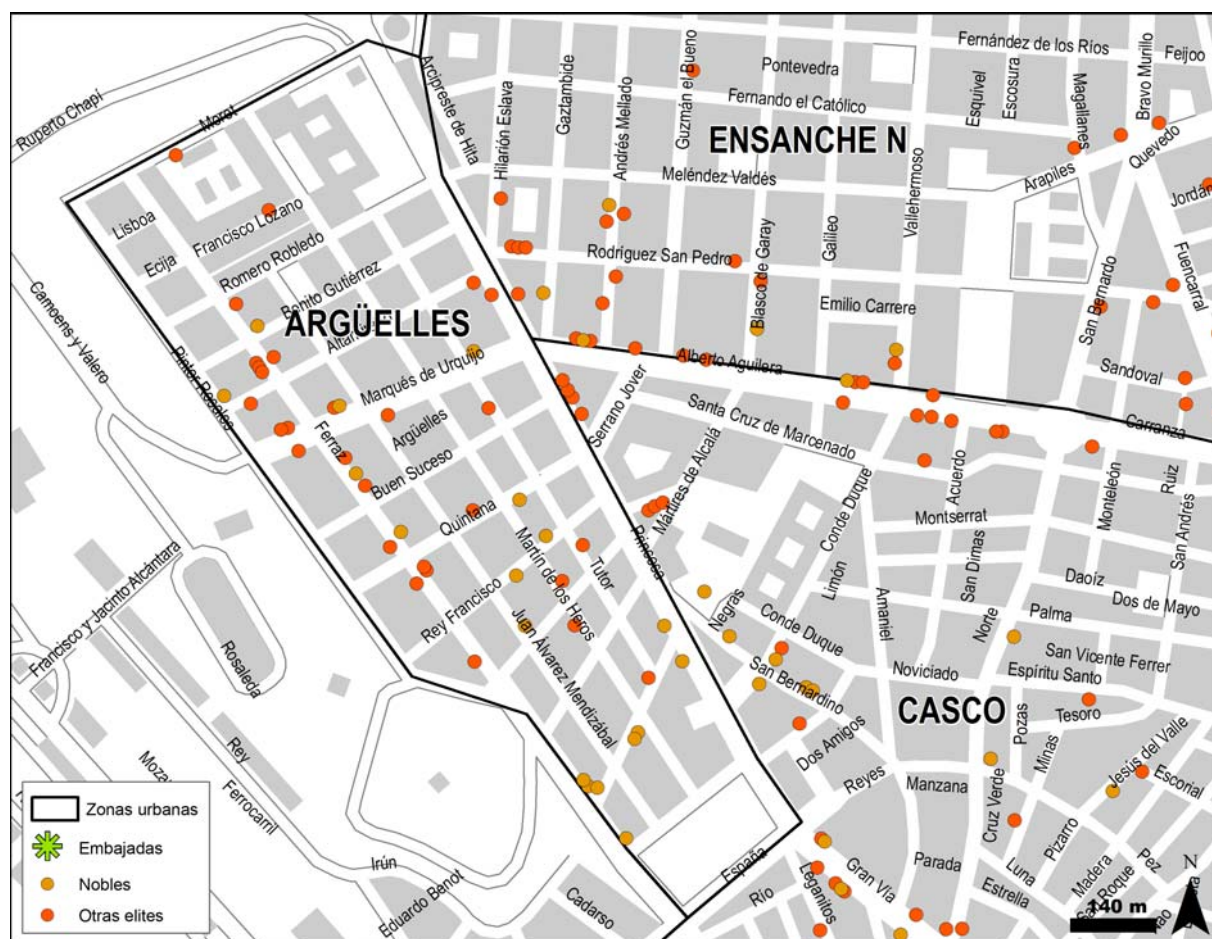 Fernández de los Ríos
Feijoo
Bravo Murillo
Ruperto Chapí
Moret
Arcipreste de Hita
Hilarión Eslava
Gaztambide
Andrés Mellado
Guzmán el Bueno
Pontevedra
Fernando el Católico
Esquivel
Escosura
Magallanes
Quevedo
ENSANCHE N
Meléndez Valdés
Vallehermoso
Arapiles
Jordán
Lisboa
Ecija
Francisco Lozano
Romero Robledo
Benito Gutiérrez
Rodríguez San Pedro
Blasco de Garay
Galileo
Emilio Carrere
San Bernardo
Fuencarral
Camoens y Valero
Pintor Rosales
ARGÜELLES
Marqués de Urquijo
Alberto Aguilera
Sandoval
Carranza
Argüelles
Ferraz
Buen Suceso
Serrano Jover
Santa Cruz de Marcenado
Mártires de Alcalá
Conde Duque
Acuerdo
Monteleón
Ruiz
San Andrés
Quintana
Martín de los Heros
Tutor
Princesa
Montserrat
Limón
San Dimas
Daoíz
Dos de Mayo
Francisco y Jacinto Alcántara
Rosaleda
Rey Francisco
Juan Álvarez Mendizábal
Negras
Conde Duque
Amaniel
Norte
Palma
San Vicente Ferrer
Noviciado
Espíritu Santo
San Bernardino
CASCO
Pozas
Tesoro
Dos Amigos
Minas
Jesús del Valle
Escorial
Reyes
Manzana
Cruz Verde
Rey
Ferrocarril
Irún
Eduardo Benot
Cadarso
España
Río
Leganitos
Gran Vía
Parada
Estrella
Luna
Pizarro
Madera
San Roque
Pez
Zonas urbanas
Embajadas
Nobles
Otras elites
N
140 m